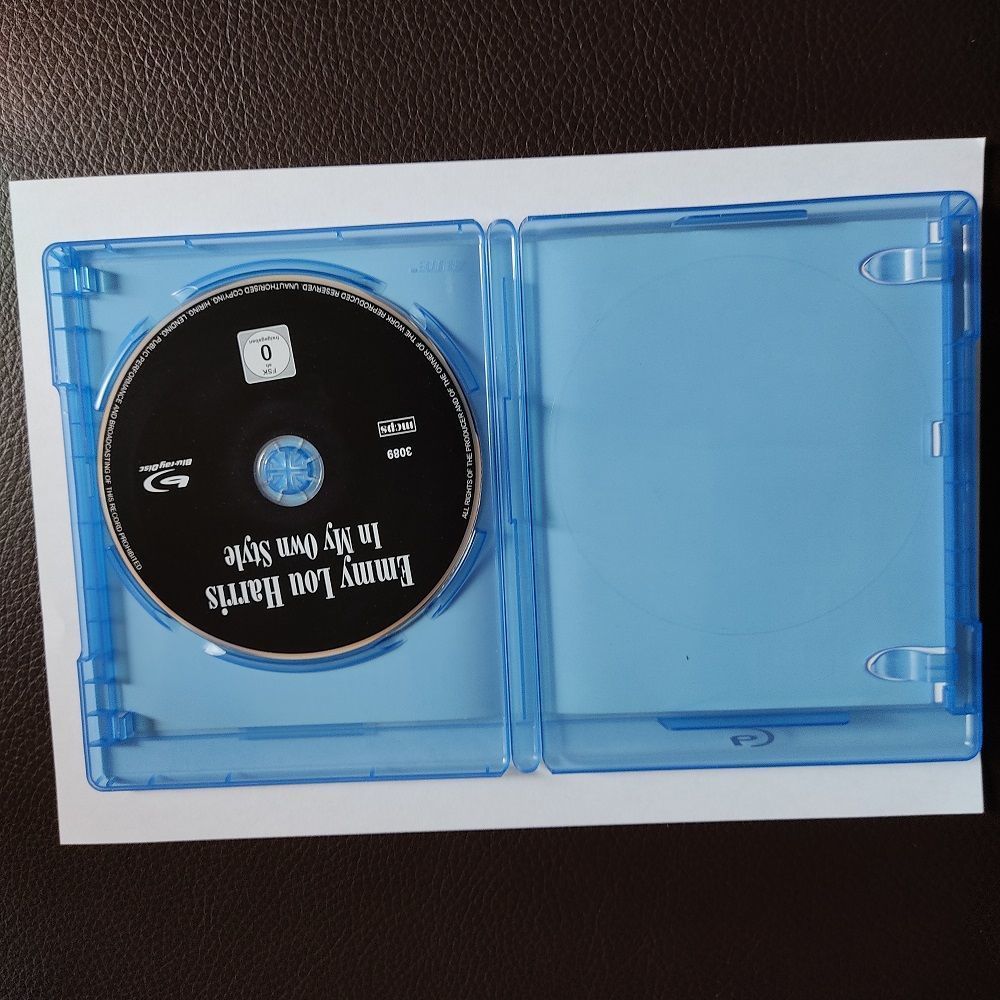 Emmy Lou Harris
In My Own Style
Blu-ray Disc
3089
mcps
FSK
ab
0
freigegeben
ALL RIGHTS OF THE PRODUCER AND OF THE OWNER OF THE WORK REPRODUCED RESERVED. UNAUTHORISED COPYING, HIRING, LENDING, PUBLIC PERFORMANCE AND BROADCASTING OF THIS RECORD PROHIBITED